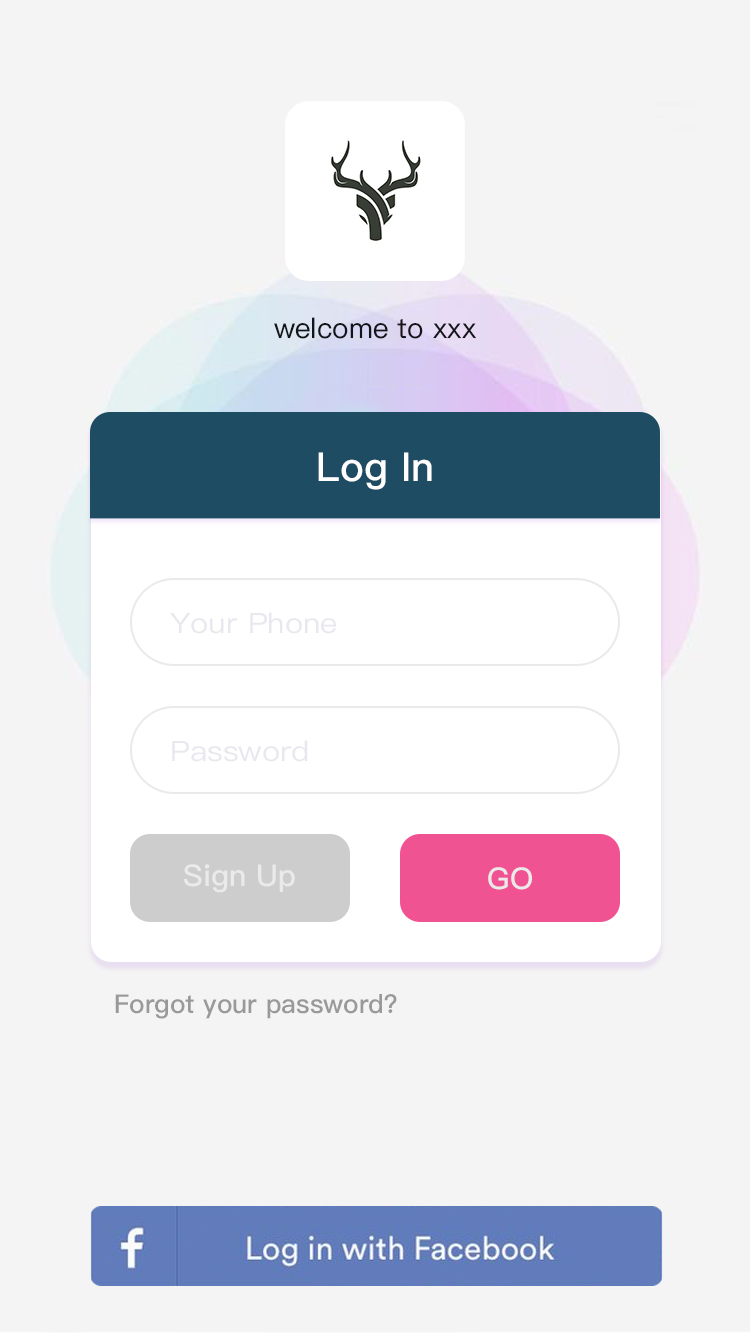 welcome to xxx
Log In
Your Phone
Password
Sign Up
GO
Forgot your password?
f
Log in with Facebook